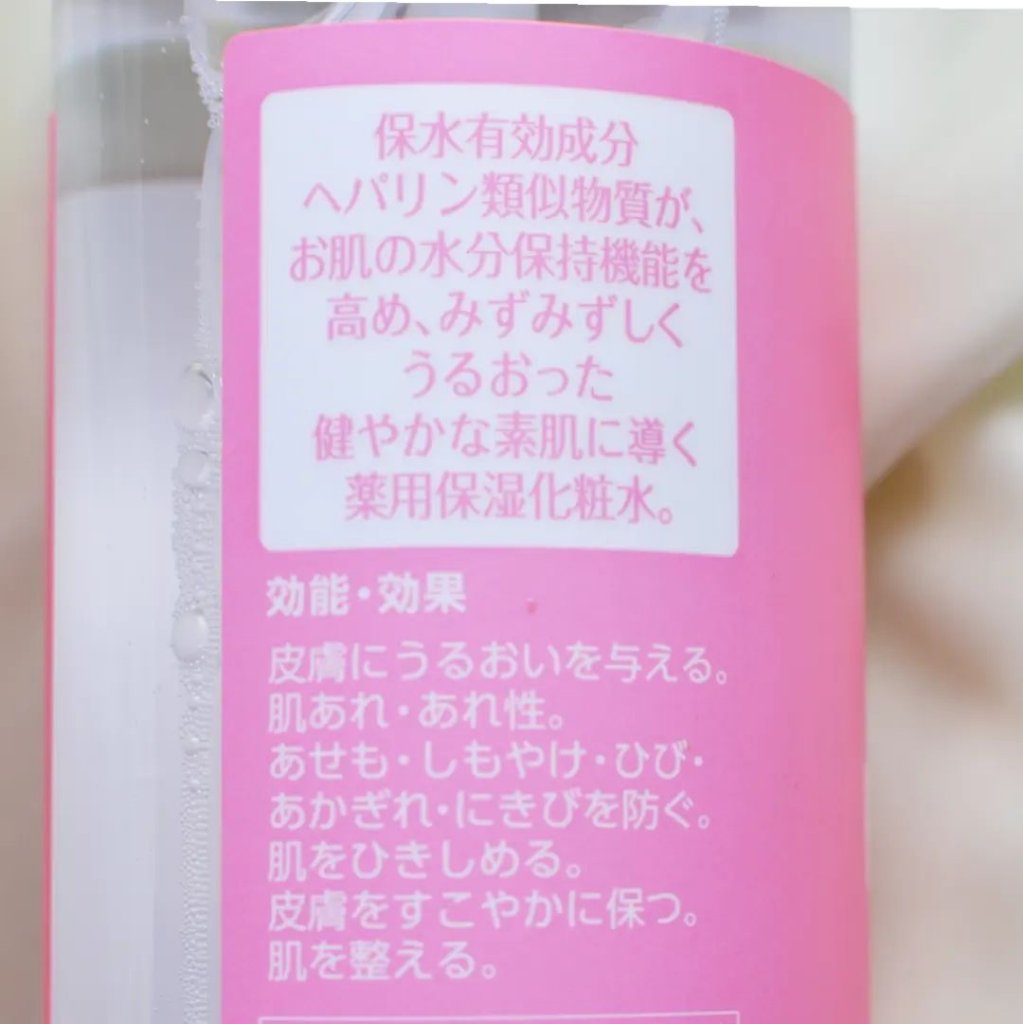 保水有効成分
ヘパリン類似物質が、
お肌の水分保持機能を
高め、みずみずしく
うるおった
健やかな素肌に導く
薬用保湿化粧水。
効能・効果
皮膚にうるおいを与える。
肌あれ・あれ性。
あせも・しもやけ・ひび・
あかぎれ・にきびを防ぐ。
肌をひきしめる。
皮膚をすこやかに保つ。
肌を整える。